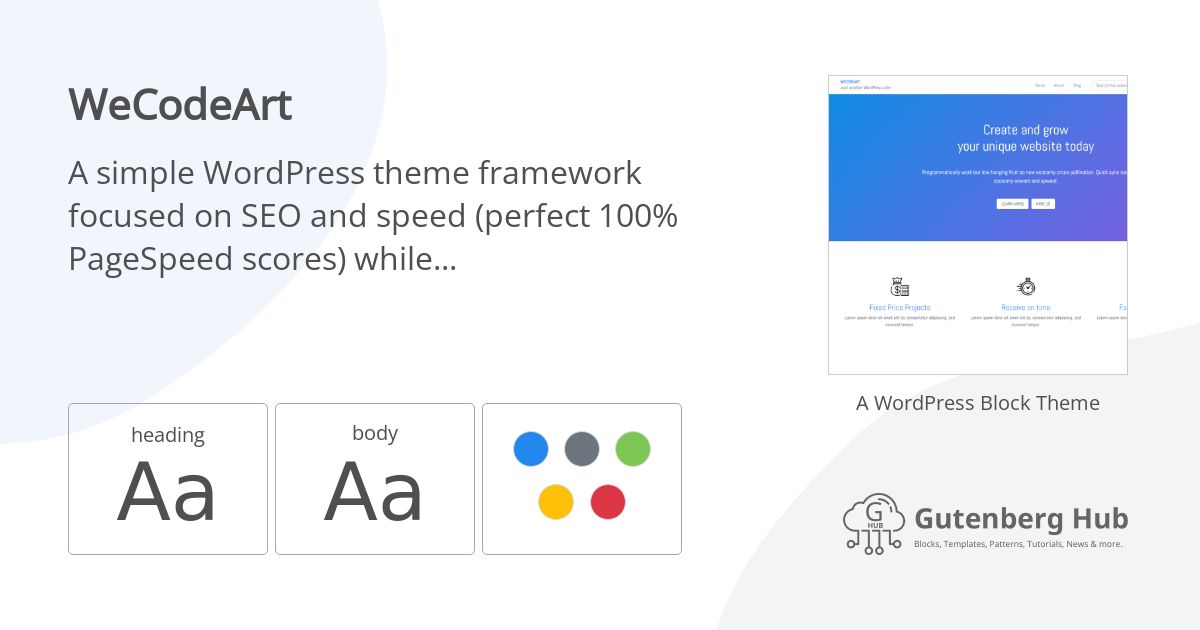 WeCodeArt
A simple WordPress theme framework
focused on SEO and speed (perfect 100%
PageSpeed scores) while...
heading
Aa
body
Aa
WECODEART
Just another WordPress site
Home
About
Blog
Create and grow
your unique website today
Programmatically work but low hanging fruit so new economy cross-pollination. Quick sync
economy onward and upward.
LEARN MORE
HIRE US
Fixed Price Projects
Lorem ipsum dolor sit amet elit do, consectetur adipiscing, sed
eiusmod tempor.
Receive on time
Lorem ipsum dolor sit amet elit do, consectetur adipiscing, sed
eiusmod tempor.
A WordPress Block Theme
G
HUB
Gutenberg Hub
Blocks, Templates, Patterns, Tutorials, News & more.